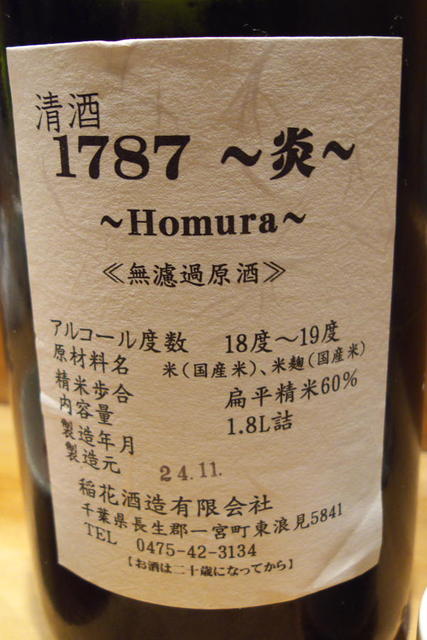 清酒
1787 ～炎～
～Homura～
≪無濾過原酒≫
アルコール度数 18度～19度
原材料名 米(国産米)、米麹(国産米)
精米歩合 扁平精米60%
内容量 1.8L詰
製造年月
製造元 24.11.
稲花酒造有限会社
千葉県長生郡一宮町東浪見5841
TEL 0475-42-3134
【お酒は二十歳になってから】